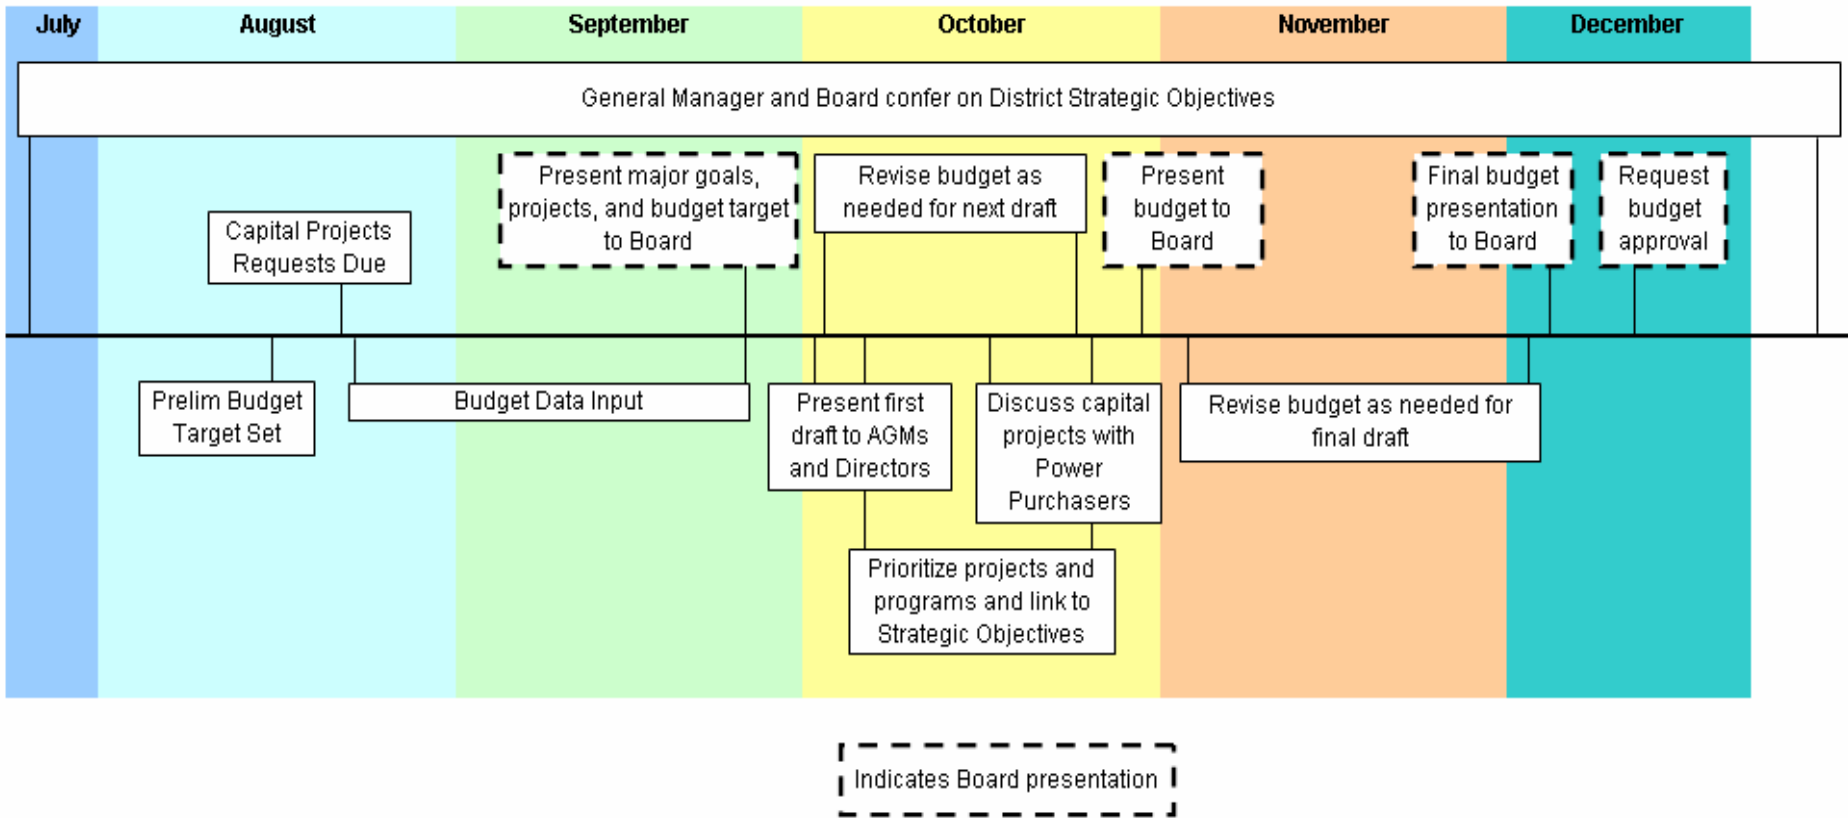 July
August
September
October
November
December
General Manager and Board confer on District Strategic Objectives
Capital Projects
Requests Due
Present major goals,
projects, and budget target
to Board
Revise budget as
needed for next draft
Present
budget to
Board
Final budget
presentation
to Board
Request
budget
approval
Prelim Budget
Target Set
Budget Data Input
Present first
draft to AGMs
and Directors
Discuss capital
projects with
Power
Purchasers
Revise budget as needed for
final draft
Prioritize projects and
programs and link to
Strategic Objectives
Indicates Board presentation